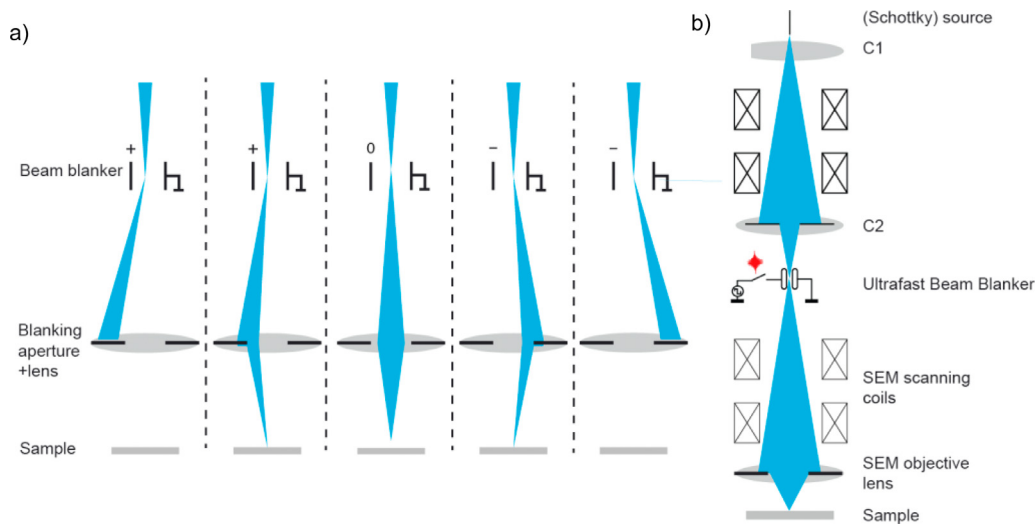 a)
+
+
0
−
−
Beam blanker
Blanking
aperture
+lens
Sample
b)
(Schottky) source
C1
C2
Ultrafast Beam Blanker
SEM scanning
coils
SEM objective
lens
Sample